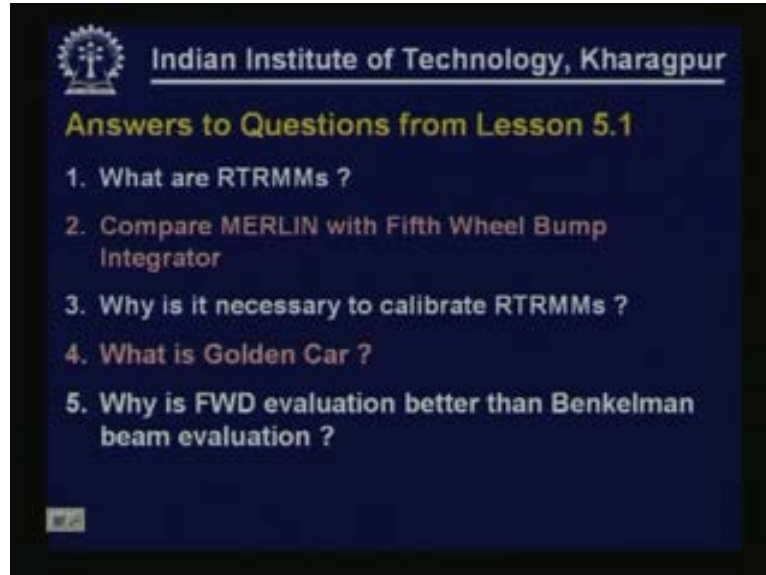 Indian Institute of Technology, Kharagpur
Answers to Questions from Lesson 5.1
1. What are RTRMMs ?
2. Compare MERLIN with Fifth Wheel Bump
Integrator
3. Why is it necessary to calibrate RTRMMs ?
4. What is Golden Car ?
5. Why is FWD evaluation better than Benkelman
beam evaluation ?